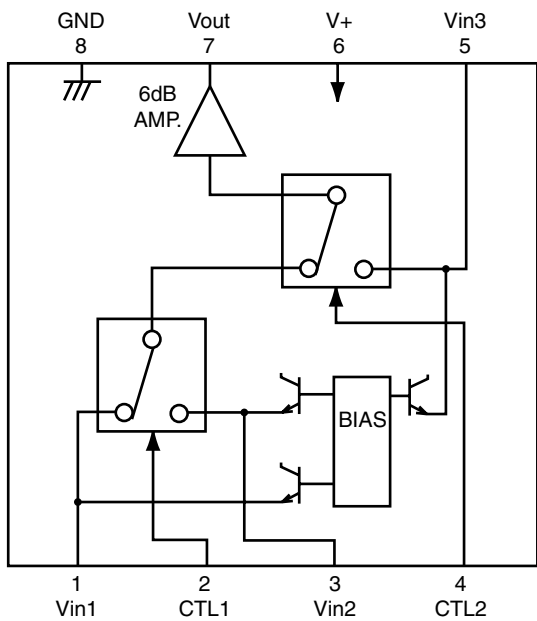 GND Vout V+ Vin3
8 7 6 5
6dB
AMP.
BIAS
1 2 3 4
Vin1 CTL1 Vin2 CTL2